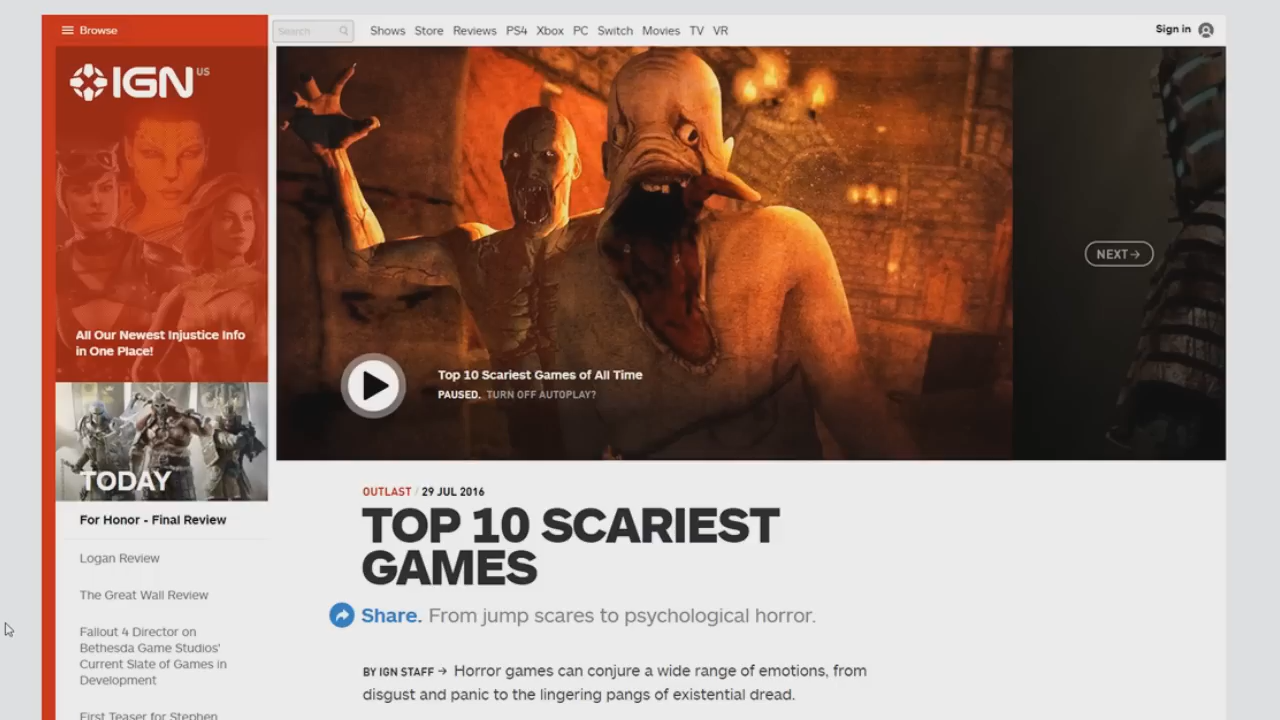 Browse
Search
Shows Store Reviews PS4 Xbox PC Switch Movies TV VR
Sign in
IGN US
All Our Newest Injustice Info
in One Place!
TODAY
For Honor - Final Review
Logan Review
The Great Wall Review
Fallout 4 Director on
Bethesda Game Studios'
Current Slate of Games in
Development
First Teaser for Stephen
NEXT→
Top 10 Scariest Games of All Time
PAUSED. TURN OFF AUTOPLAY?
OUTLAST / 29 JUL 2016
TOP 10 SCARIEST
GAMES
Share. From jump scares to psychological horror.
BY IGN STAFF → Horror games can conjure a wide range of emotions, from
disgust and panic to the lingering pangs of existential dread.